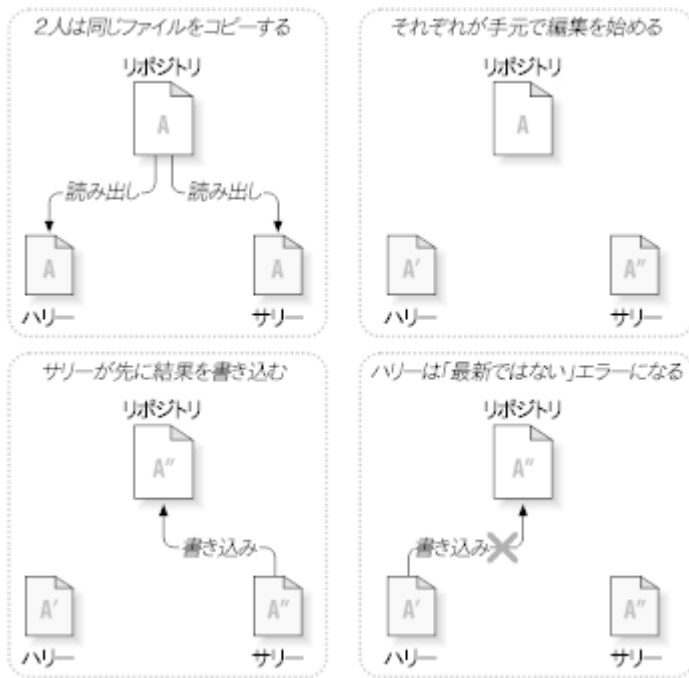 2人は同じファイルをコピーする
リポジトリ
A
読み出し 読み出し
A A
ハリー サリー
それぞれが手元で編集を始める
リポジトリ
A
A' A"
ハリー サリー
サリーが先に結果を書き込む
リポジトリ
A"
書き込み
A' A"
ハリー サリー
ハリーは「最新ではない」エラーになる
リポジトリ
A"
書き込み
A' A"
ハリー サリー